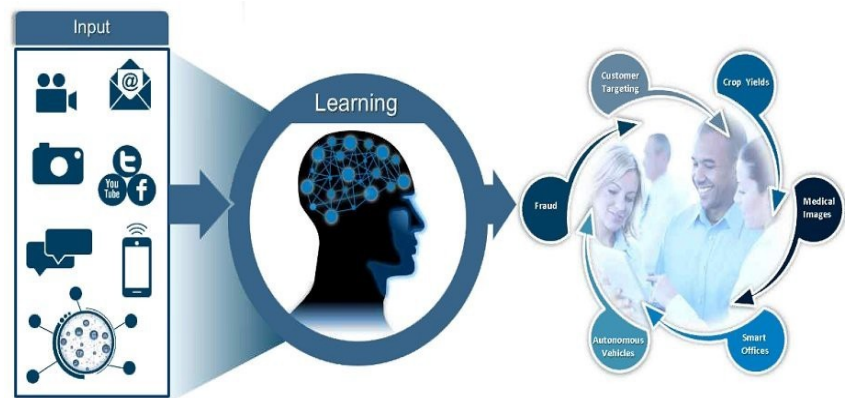 Input
@
t
You
Tube
f
Learning
Customer
Targeting
Crop Yields
Fraud
Medical
Images
Autonomous
Vehicles
Smart
Offices